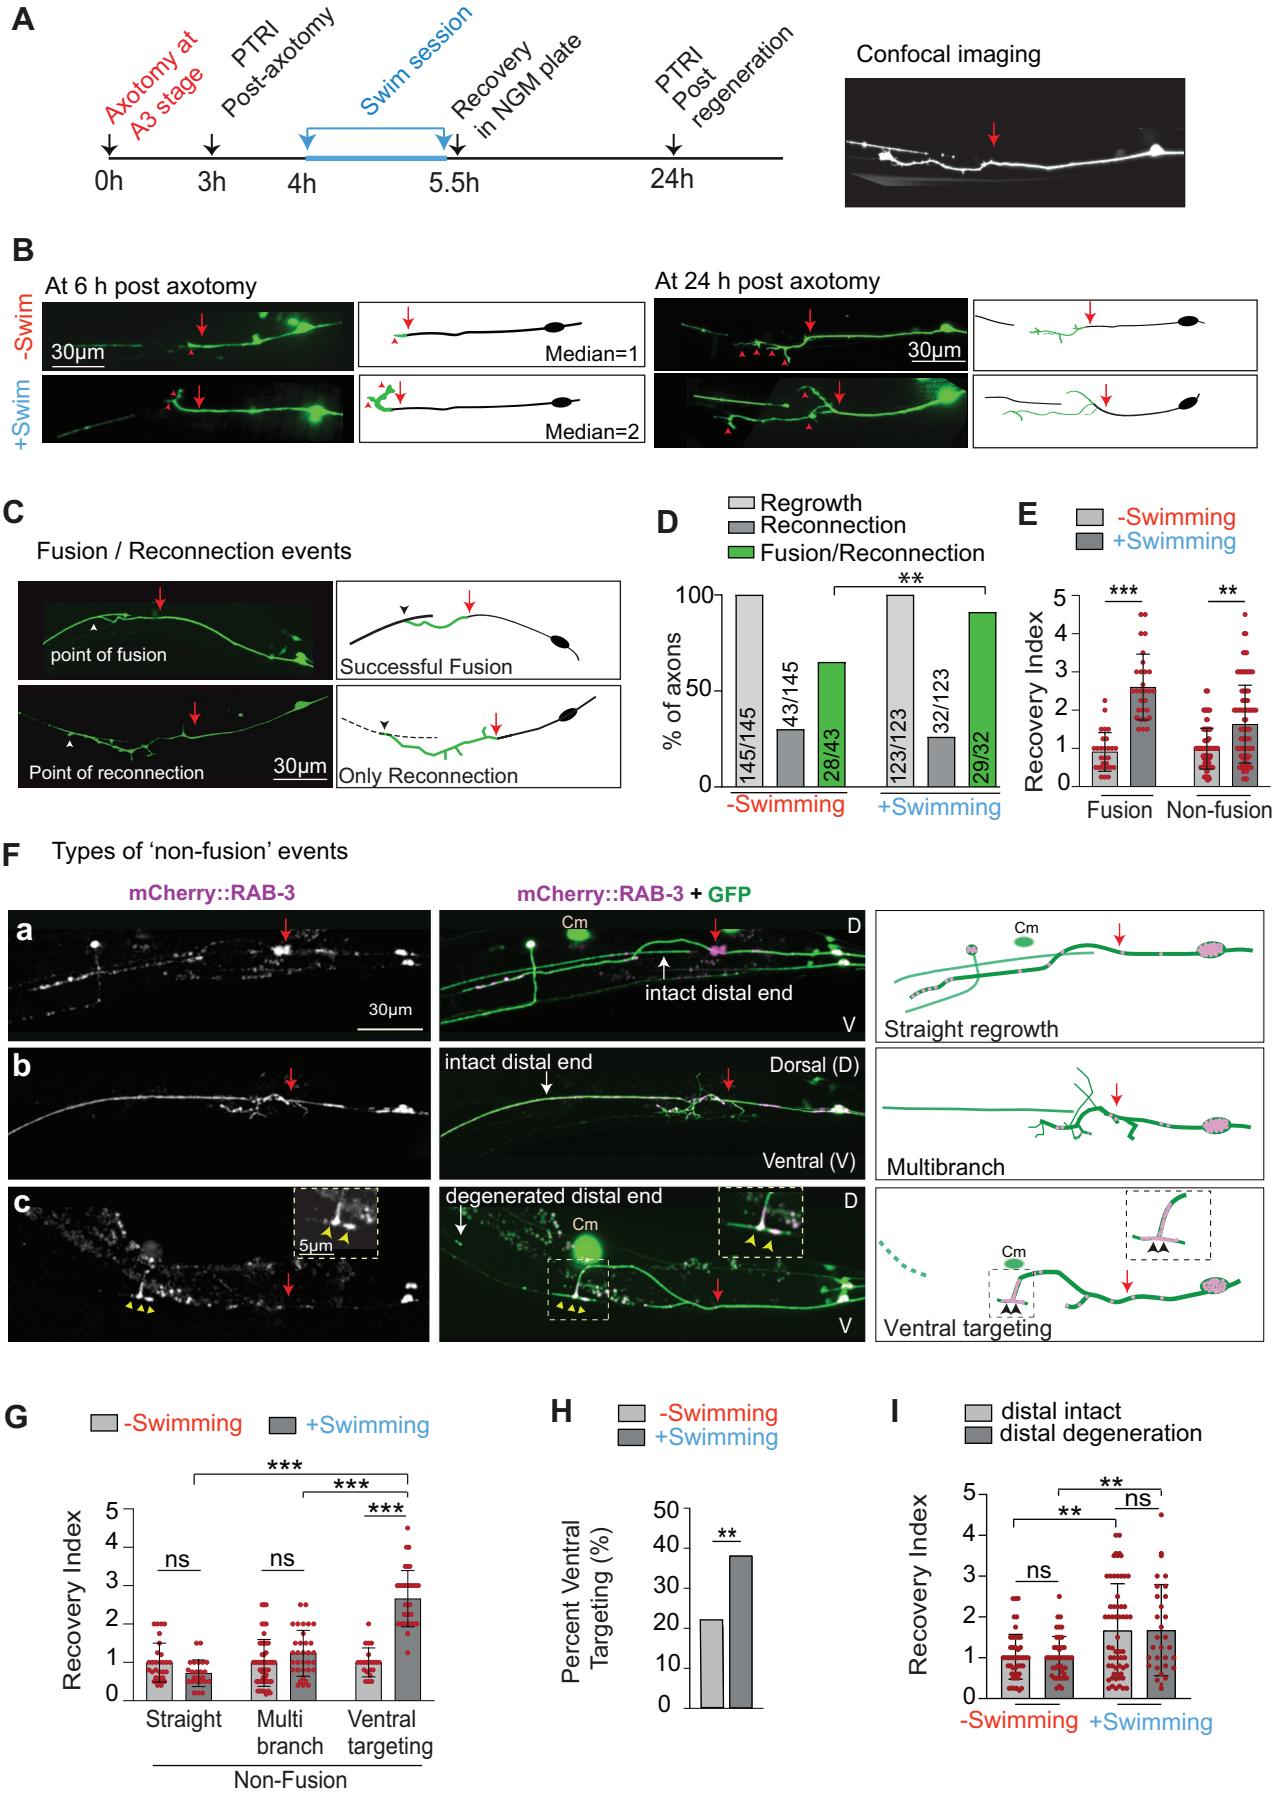 A
Axotomy at
A3 stage
PTRI
Post-axotomy
Swim session
Recovery
in NGM plate
PTRI
Post
regeneration
0h
3h
4h
5.5h
24h
Confocal imaging
B
At 6 h post axotomy
At 24 h post axotomy
-Swim
30µm
Median=1
30µm
+Swim
Median=2
C
Fusion / Reconnection events
point of fusion
Successful Fusion
Point of reconnection
30µm
Only Reconnection
D
Regrowth
Reconnection
Fusion/Reconnection
**
% of axons
100
50
0
145/145
43/145
28/43
123/123
32/123
29/32
-Swimming
+Swimming
E
-Swimming
+Swimming
Recovery Index
5
4
3
2
1
0
***
**
Fusion
Non-fusion
F
Types of ‘non-fusion’ events
mCherry::RAB-3
mCherry::RAB-3 + GFP
a
30µm
Cm
D
intact distal end
V
Cm
Straight regrowth
b
intact distal end
Dorsal (D)
Ventral (V)
Multibranch
c
5µm
degenerated distal end
Cm
D
V
Cm
Ventral targeting
G
-Swimming
+Swimming
Recovery Index
5
4
3
2
1
0
ns
ns
***
***
***
Straight
Multi
branch
Ventral
targeting
Non-Fusion
H
-Swimming
+Swimming
Percent Ventral
Targeting (%)
50
40
30
20
10
0
**
I
distal intact
distal degeneration
Recovery Index
5
4
3
2
1
0
ns
**
**
ns
-Swimming
+Swimming